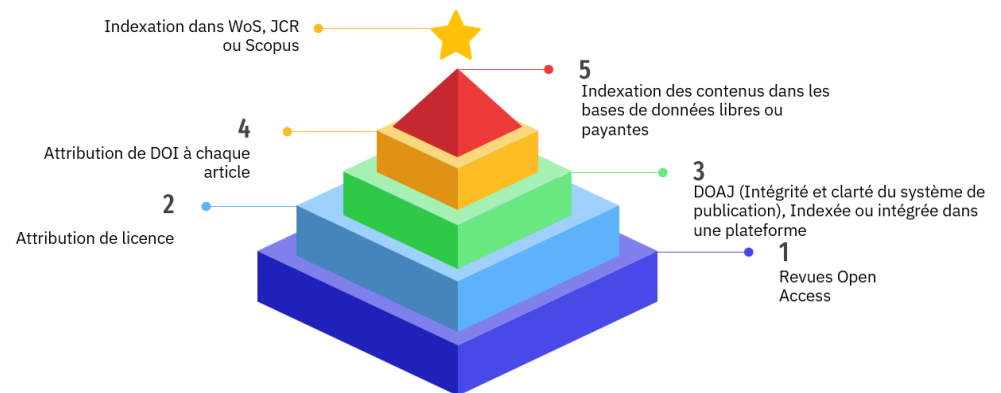 Indexation dans WoS, JCR
ou Scopus
5
Indexation des contenus dans les
bases de données libres ou
payantes
4
Attribution de DOI à chaque
article
3
DOAJ (Intégrité et clarté du système de
publication), Indexée ou intégrée dans
une plateforme
2
Attribution de licence
1
Revues Open
Access